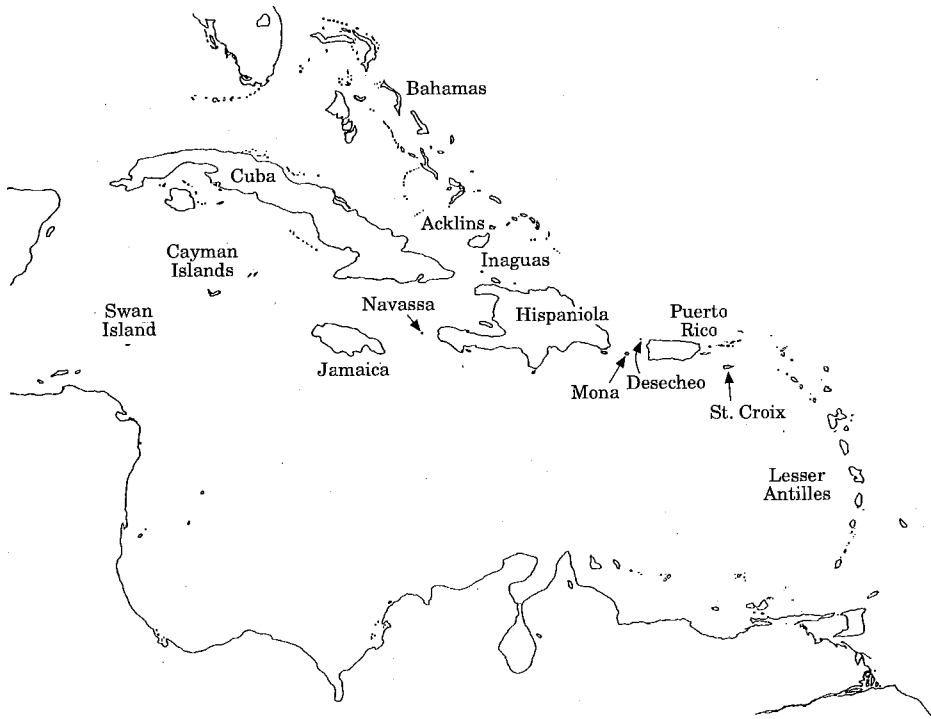 Bahamas
Cuba
Acklins
Cayman
Islands
Inaguas
Navassa
Swan
Island
Hispaniola
Puerto
Rico
Jamaica
Mona
Desecheo
St. Croix
Lesser
Antilles